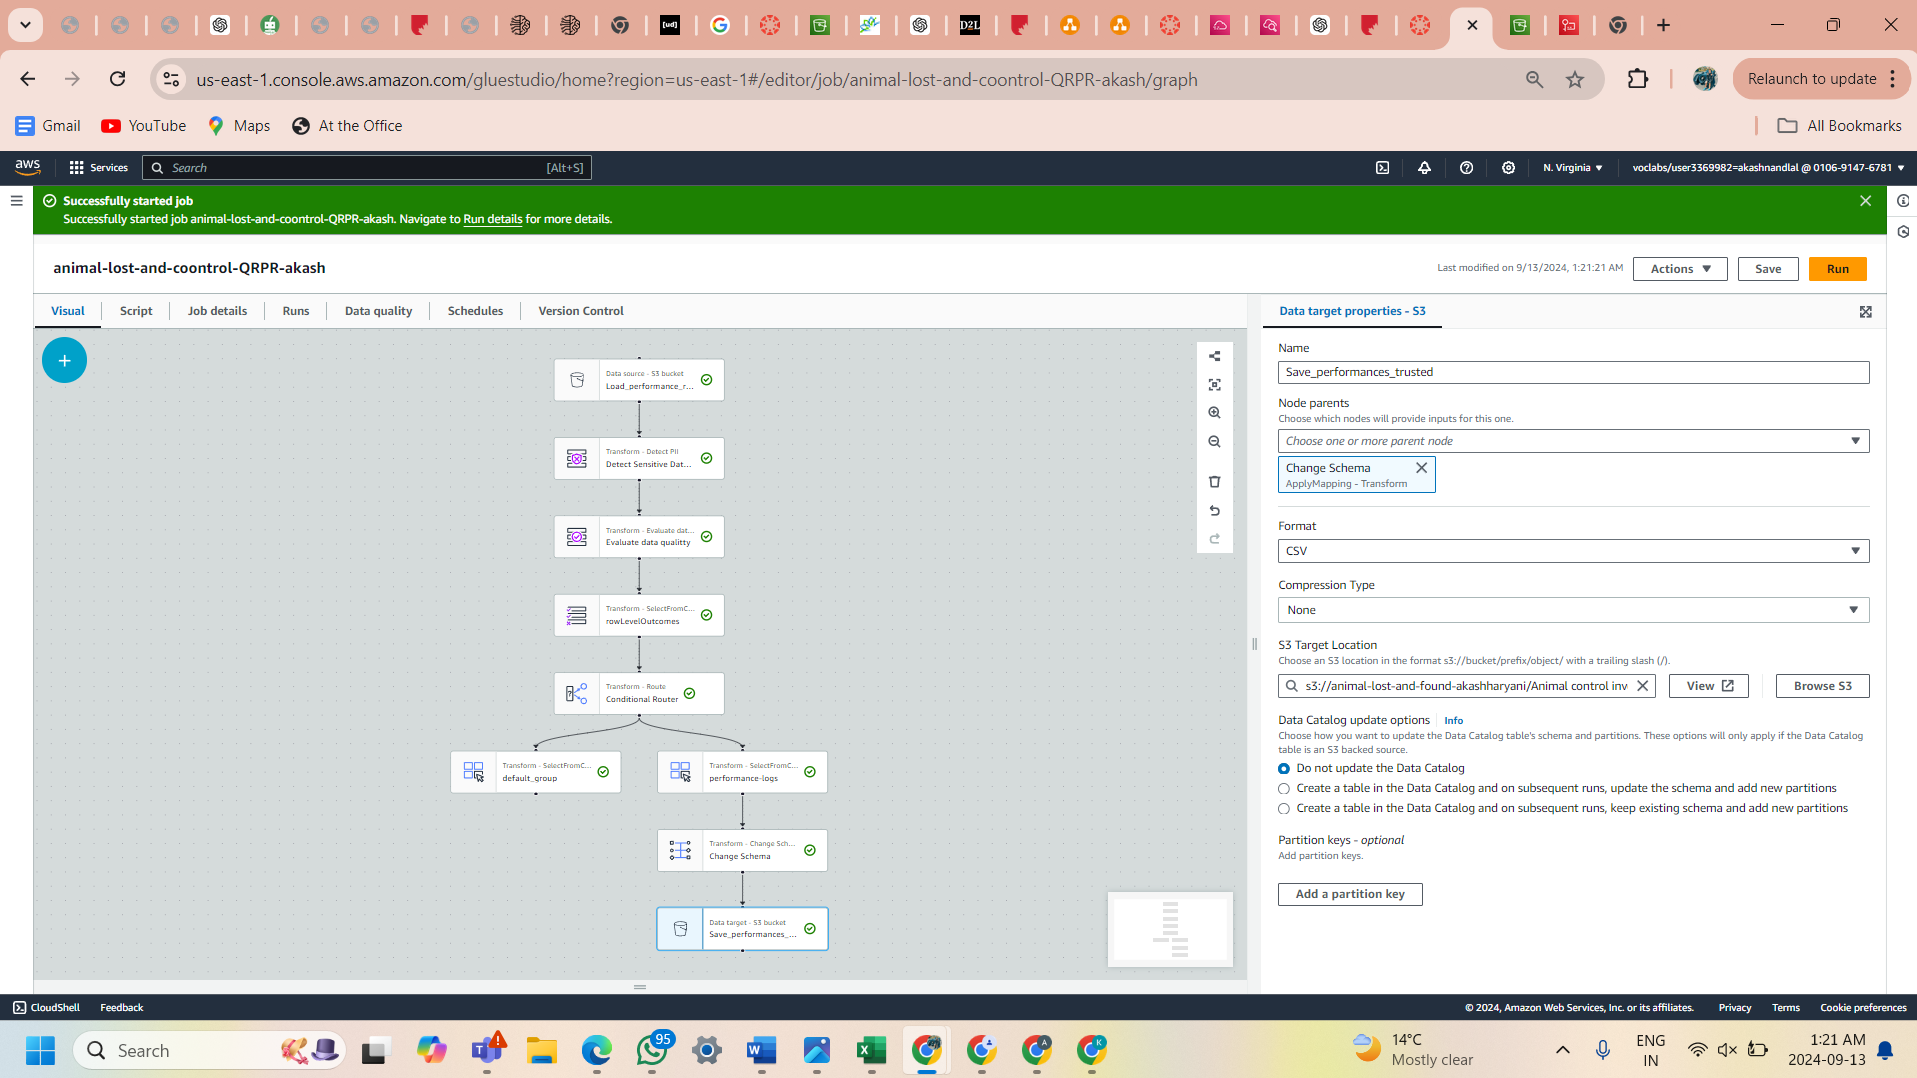 [ud]
G
D2L
us-east-1.console.aws.amazon.com/gluestudio/home?region=us-east-1#/editor/job/animal-lost-and-coontrol-QRPR-akash/graph
Relaunch to update
Gmail
YouTube
Maps
At the Office
All Bookmarks
aws
Services
Search
[Alt+S]
N. Virginia
voclabs/user3369982=akashnandlal @ 0106-9147-6781
Successfully started job
Successfully started job animal-lost-and-coontrol-QRPR-akash. Navigate to Run details for more details.
animal-lost-and-coontrol-QRPR-akash
Last modified on 9/13/2024, 1:21:21 AM
Actions
Save
Run
Visual
Script
Job details
Runs
Data quality
Schedules
Version Control
Data source - S3 bucket
Load_performance_r...
Transform - Detect PII
Detect Sensitive Dat...
Transform - Evaluate dat...
Evaluate data qualitty
Transform - SelectFromC...
rowLevelOutcomes
Transform - Route
Conditional Router
Transform - SelectFromC...
default_group
Transform - SelectFromC...
performance-logs
Transform - Change Sch...
Change Schema
Data target - S3 bucket
Save_performances_...
Data target properties - S3
Name
Save_performances_trusted
Node parents
Choose which nodes will provide inputs for this one.
Choose one or more parent node
Change Schema
ApplyMapping - Transform
Format
CSV
Compression Type
None
S3 Target Location
Choose an S3 location in the format s3://bucket/prefix/object/ with a trailing slash (/).
s3://animal-lost-and-found-akashharyani/Animal control inv
View
Browse S3
Data Catalog update options
Info
Choose how you want to update the Data Catalog table's schema and partitions. These options will only apply if the Data Catalog
table is an S3 backed source.
Do not update the Data Catalog
Create a table in the Data Catalog and on subsequent runs, update the schema and add new partitions
Create a table in the Data Catalog and on subsequent runs, keep existing schema and add new partitions
Partition keys - optional
Add partition keys.
Add a partition key
CloudShell
Feedback
© 2024, Amazon Web Services, Inc. or its affiliates.
Privacy
Terms
Cookie preferences
Search
95
14°C
Mostly clear
ENG
IN
1:21 AM
2024-09-13